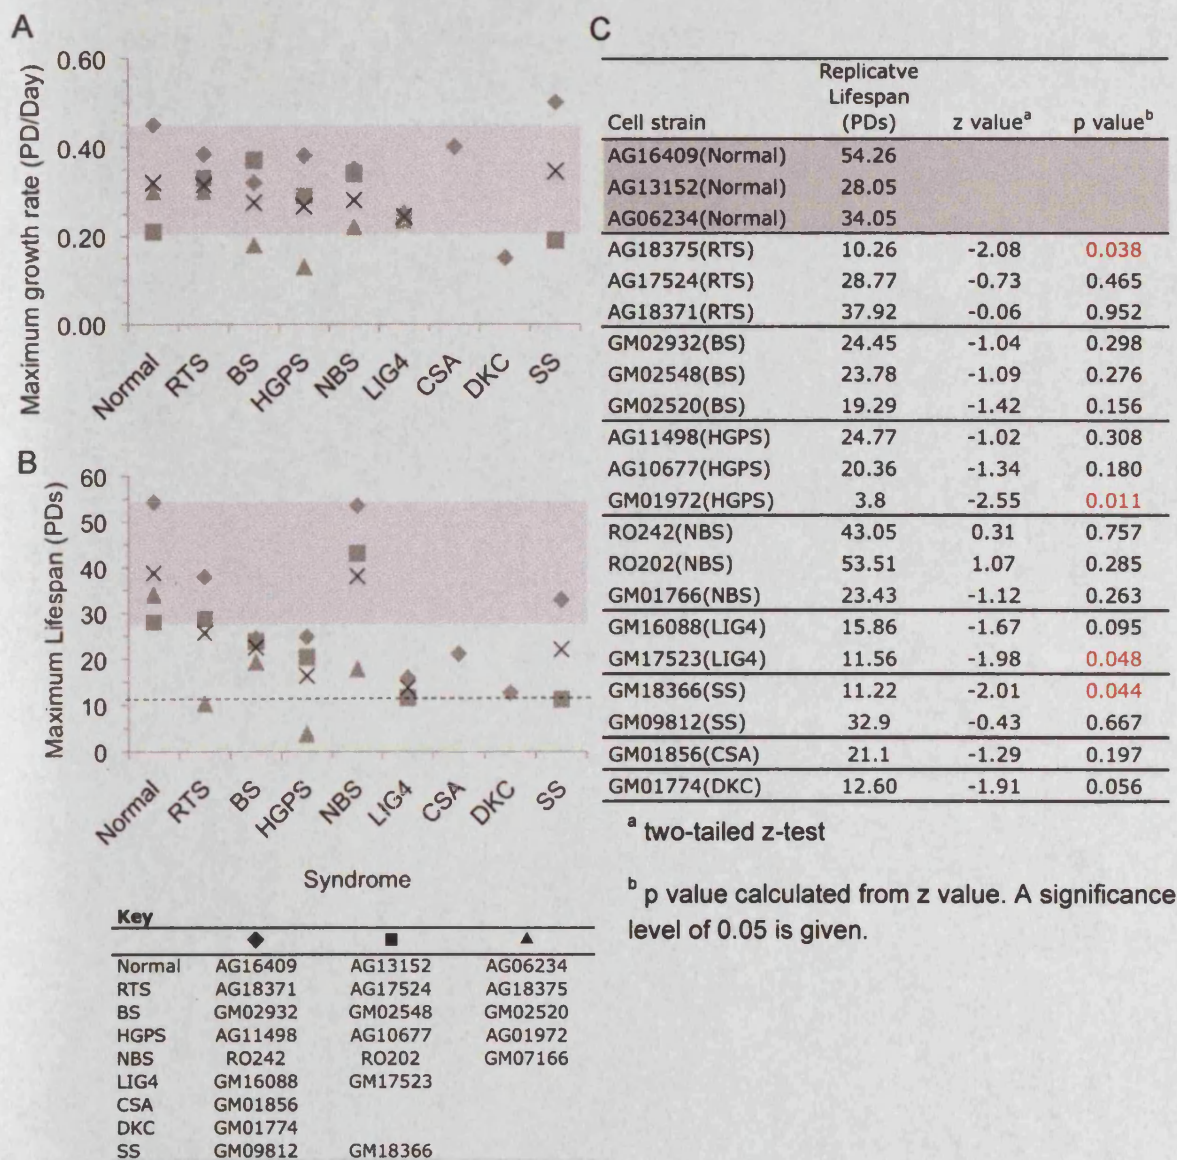 A
Maximum growth rate (PD/Day)
0.60
0.40
0.20
0.00
Normal
RTS
BS
HGPS
NBS
LIG4
CSA
DKC
SS
B
Maximum Lifespan (PDs)
60
50
40
30
20
10
0
Normal
RTS
BS
HGPS
NBS
LIG4
CSA
DKC
SS
Syndrome
Key
Normal AG16409 AG13152 AG06234
RTS AG18371 AG17524 AG18375
BS GM02932 GM02548 GM02520
HGPS AG11498 AG10677 AG01972
NBS RO242 RO202 GM07166
LIG4 GM16088 GM17523
CSA GM01856
DKC GM01774
SS GM09812 GM18366
C
Replicatve
Lifespan
Cell strain (PDs) z value a p value b
AG16409(Normal) 54.26
AG13152(Normal) 28.05
AG06234(Normal) 34.05
AG18375(RTS) 10.26 -2.08 0.038
AG17524(RTS) 28.77 -0.73 0.465
AG18371(RTS) 37.92 -0.06 0.952
GM02932(BS) 24.45 -1.04 0.298
GM02548(BS) 23.78 -1.09 0.276
GM02520(BS) 19.29 -1.42 0.156
AG11498(HGPS) 24.77 -1.02 0.308
AG10677(HGPS) 20.36 -1.34 0.180
GM01972(HGPS) 3.8 -2.55 0.011
RO242(NBS) 43.05 0.31 0.757
RO202(NBS) 53.51 1.07 0.285
GM01766(NBS) 23.43 -1.12 0.263
GM16088(LIG4) 15.86 -1.67 0.095
GM17523(LIG4) 11.56 -1.98 0.048
GM18366(SS) 11.22 -2.01 0.044
GM09812(SS) 32.9 -0.43 0.667
GM01856(CSA) 21.1 -1.29 0.197
GM01774(DKC) 12.60 -1.91 0.056
a two-tailed z-test
b p value calculated from z value. A significance
level of 0.05 is given.